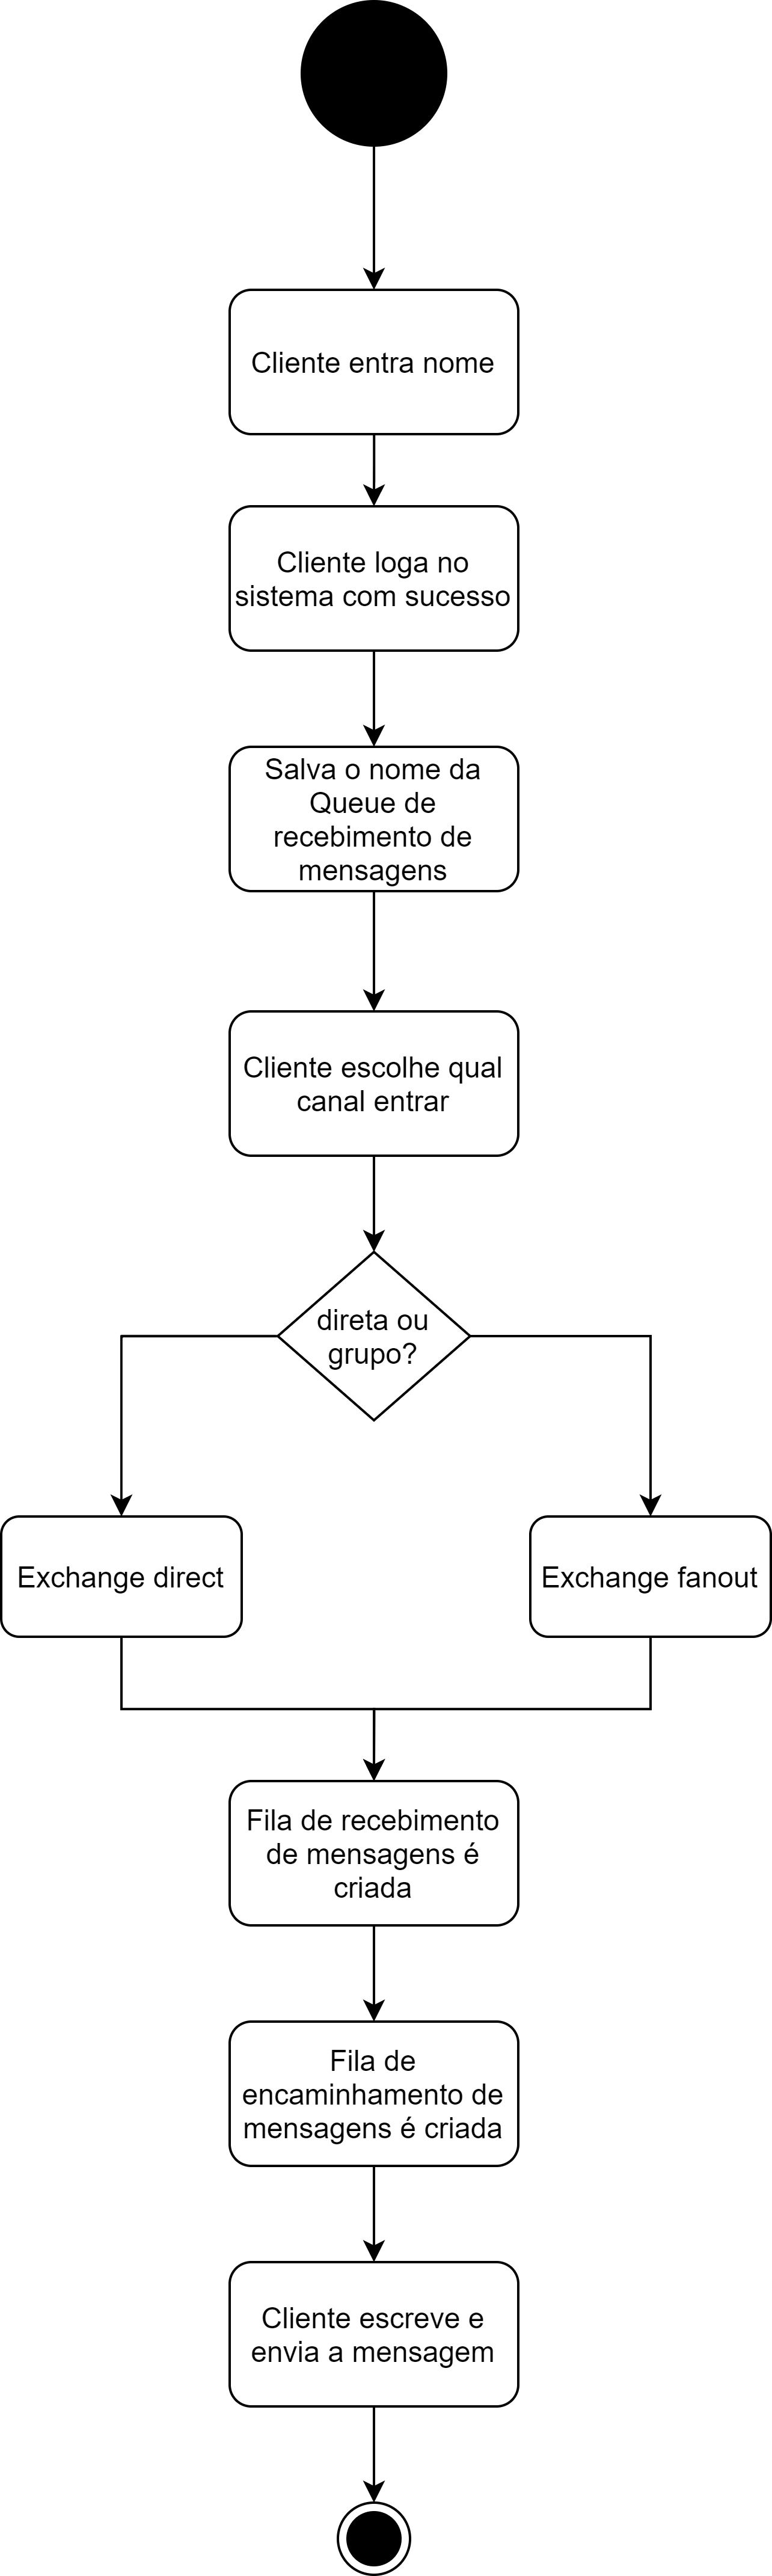 Cliente entra nome
Cliente loga no
sistema com sucesso
Salva o nome da
Queue de
recebimento de
mensagens
Cliente escolhe qual
canal entrar
direta ou
grupo?
Exchange direct
Exchange fanout
Fila de recebimento
de mensagens é
criada
Fila de
encaminhamento de
mensagens é criada
Cliente escreve e
envia a mensagem